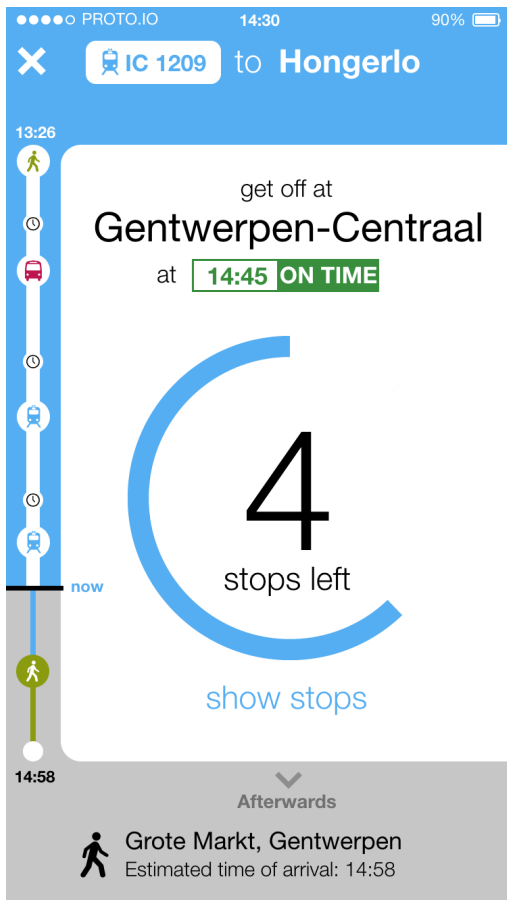 PROTO.IO 14:30 90%
IC 1209 to Hongerlo
13:26
get off at
Gentwerpen-Centraal
at 14:45 ON TIME
4
stops left
now
show stops
14:58
Afterwards
Grote Markt, Gentwerpen
Estimated time of arrival: 14:58